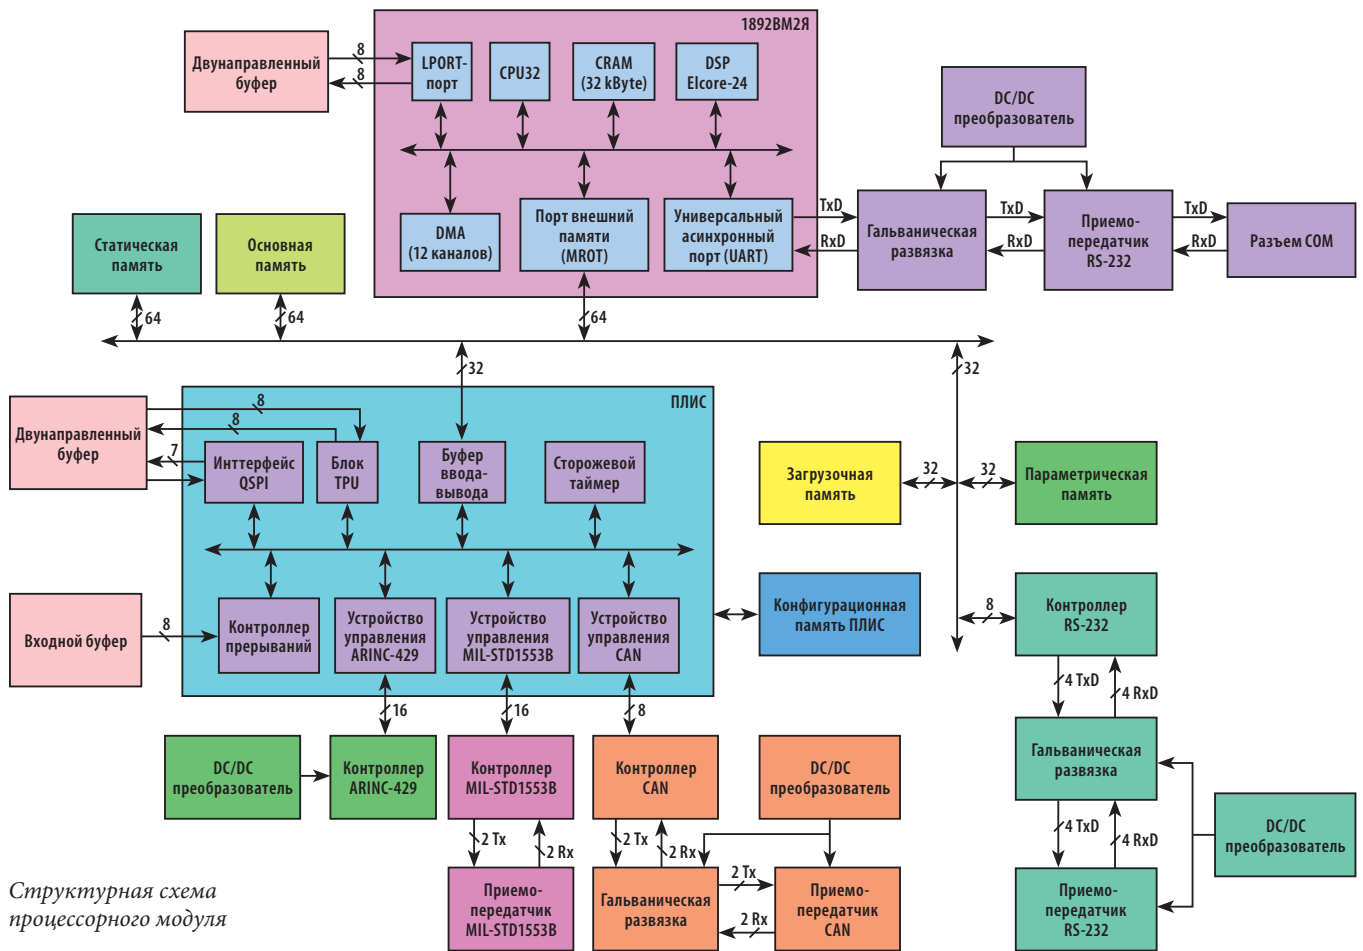 1892ВМ2Я
Двунаправленный
буфер
8
8
LPORT-
порт
CPU32
CRAM
(32 kByte)
DSP
Elcore-24
DC/DC
преобразователь
DMA
(12 каналов)
Порт внешний
памяти
(MROT)
Универсальный
асинхронный
порт (UART)
TxD
RxD
Гальваническая
развязка
TxD
RxD
Приемо-
передатчик
RS-232
TxD
RxD
Разъем COM
Статическая
память
Основная
память
64
64
64
32
32
ПЛИС
Двунаправленный
буфер
8
8
7
Инттерфейс
QSPI
Блок
TPU
Буфер
ввода-
вывода
Сторожевой
таймер
Загрузочная
память
32
32
Параметрическая
память
Входной буфер
8
Контроллер
прерываний
Устройство
управления
ARINC-429
Устройство
управления
MIL-STD1553B
Устройство
управления
CAN
Конфигурационная
память ПЛИС
8
Контроллер
RS-232
4 TxD
4 RxD
16
16
8
DC/DC
преобразователь
Контроллер
ARINC-429
Контроллер
MIL-STD1553B
Контроллер
CAN
DC/DC
преобразователь
Гальваническая
развязка
2 Tx
2 Rx
2 Tx
2 Rx
4 TxD
4 RxD
DC/DC
преобразователь
Приемо-
передатчик
MIL-STD1553B
Гальваническая
развязка
2 Tx
2 Rx
Приемо-
передатчик
CAN
Приемо-
передатчик
RS-232
Структурная схема
процессорного модуля